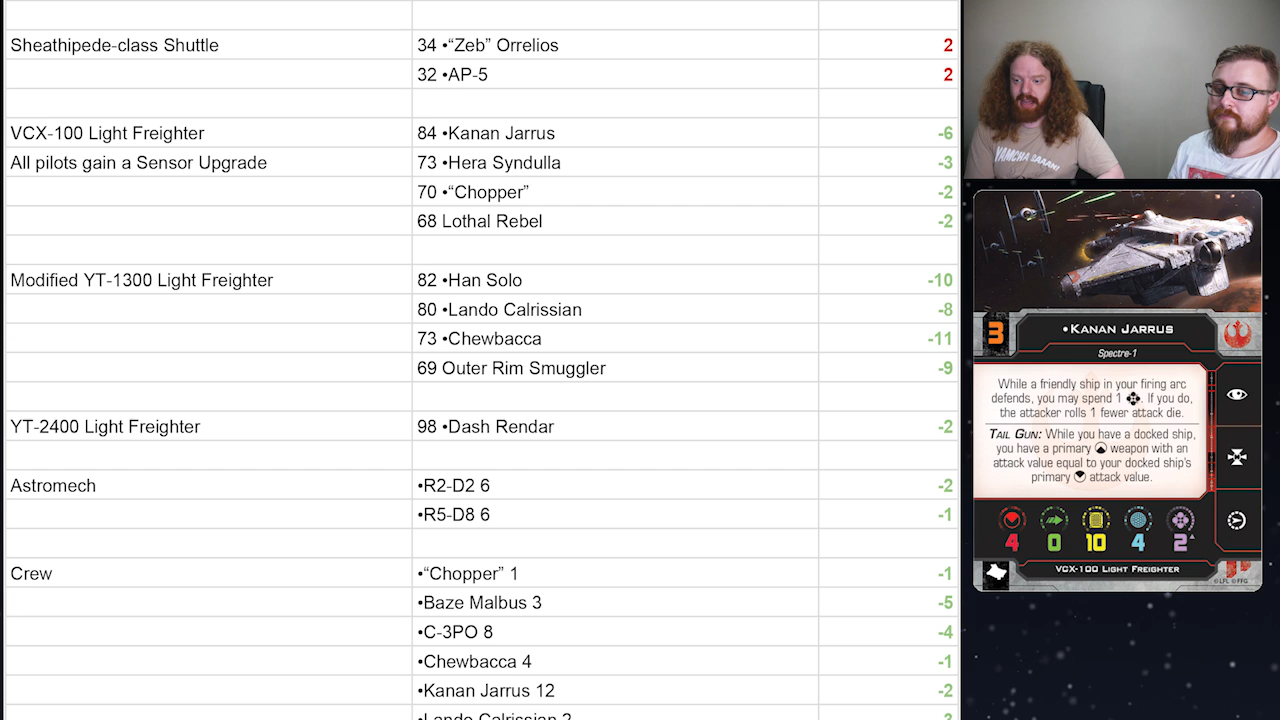 Sheathipede-class Shuttle 34 •“Zeb” Orrelios 2
32 •AP-5 2
VCX-100 Light Freighter 84 •Kanan Jarrus -6
All pilots gain a Sensor Upgrade 73 •Hera Syndulla -3
70 •“Chopper” -2
68 Lothal Rebel -2
Modified YT-1300 Light Freighter 82 •Han Solo -10
80 •Lando Calrissian -8
73 •Chewbacca -11
69 Outer Rim Smuggler -9
YT-2400 Light Freighter 98 •Dash Rendar -2
Astromech •R2-D2 6 -2
•R5-D8 6 -1
Crew •“Chopper” 1 -1
•Baze Malbus 3 -5
•C-3PO 8 -4
•Chewbacca 4 -1
•Kanan Jarrus 12 -2
•Lando Calrissian 2
YAMCHA
3
•Kanan Jarrus
Spectre-1
While a friendly ship in your firing arc
defends, you may spend 1 . If you do,
the attacker rolls 1 fewer attack die.
Tail Gun: While you have a docked ship,
you have a primary weapon with an
attack value equal to your docked ship's
primary attack value.
4 0 10 4 2
VCX-100 Light Freighter
©LFL ©FFG